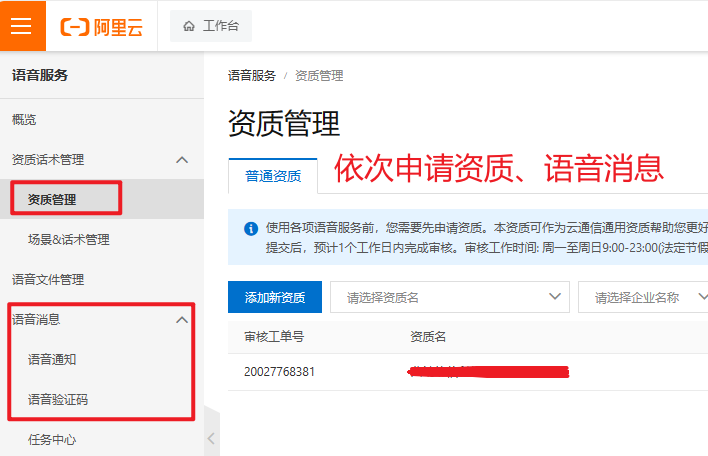 阿里云
工作台
语音服务
概览
资质话术管理
资质管理
场景&话术管理
语音文件管理
语音消息
语音通知
语音验证码
任务中心
语音服务 / 资质管理
资质管理
普通资质
依次申请资质、语音消息
使用各项语音服务前，您需要先申请资质。本资质可作为云通信通用资质帮助您更好
提交后，预计1个工作日内完成审核。审核工作时间: 周一至周日9:00-23:00(法定节假
添加新资质
请选择资质名
请选择企业名称
审核工单号
资质名
20027768381